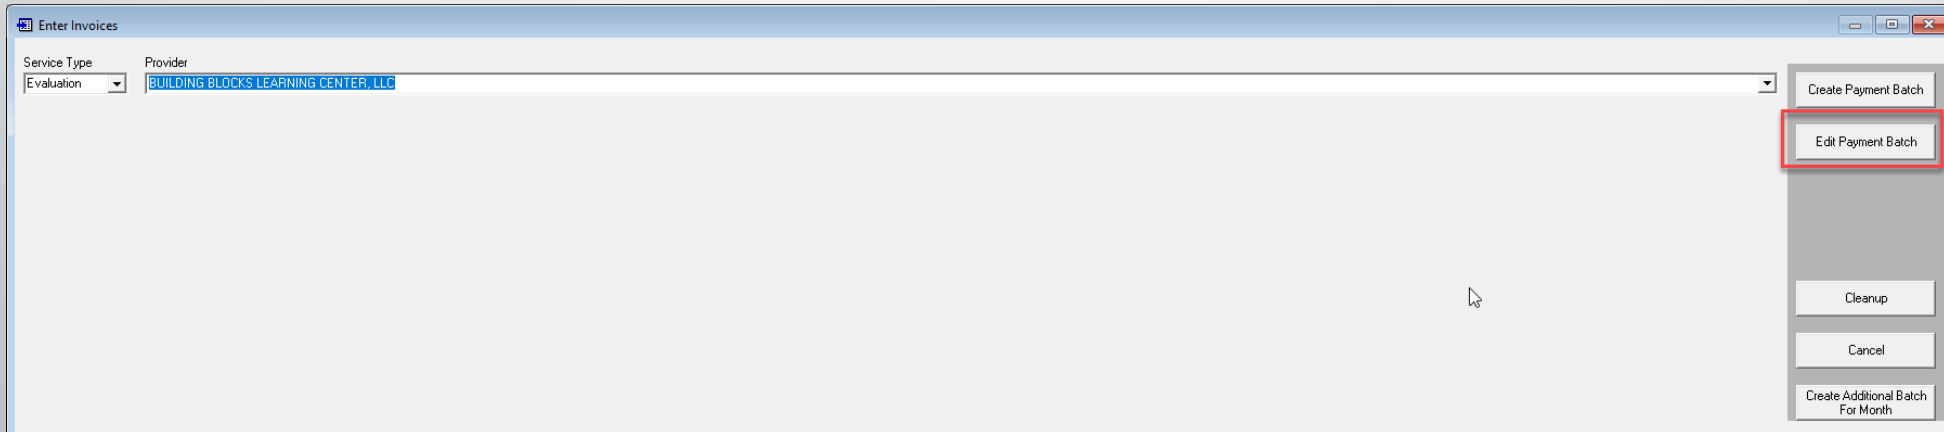 Enter Invoices
Service Type
Provider
Evaluation
BUILDING BLOCKS LEARNING CENTER, LLC
Create Payment Batch
Edit Payment Batch
Cleanup
Cancel
Create Additional Batch
For Month